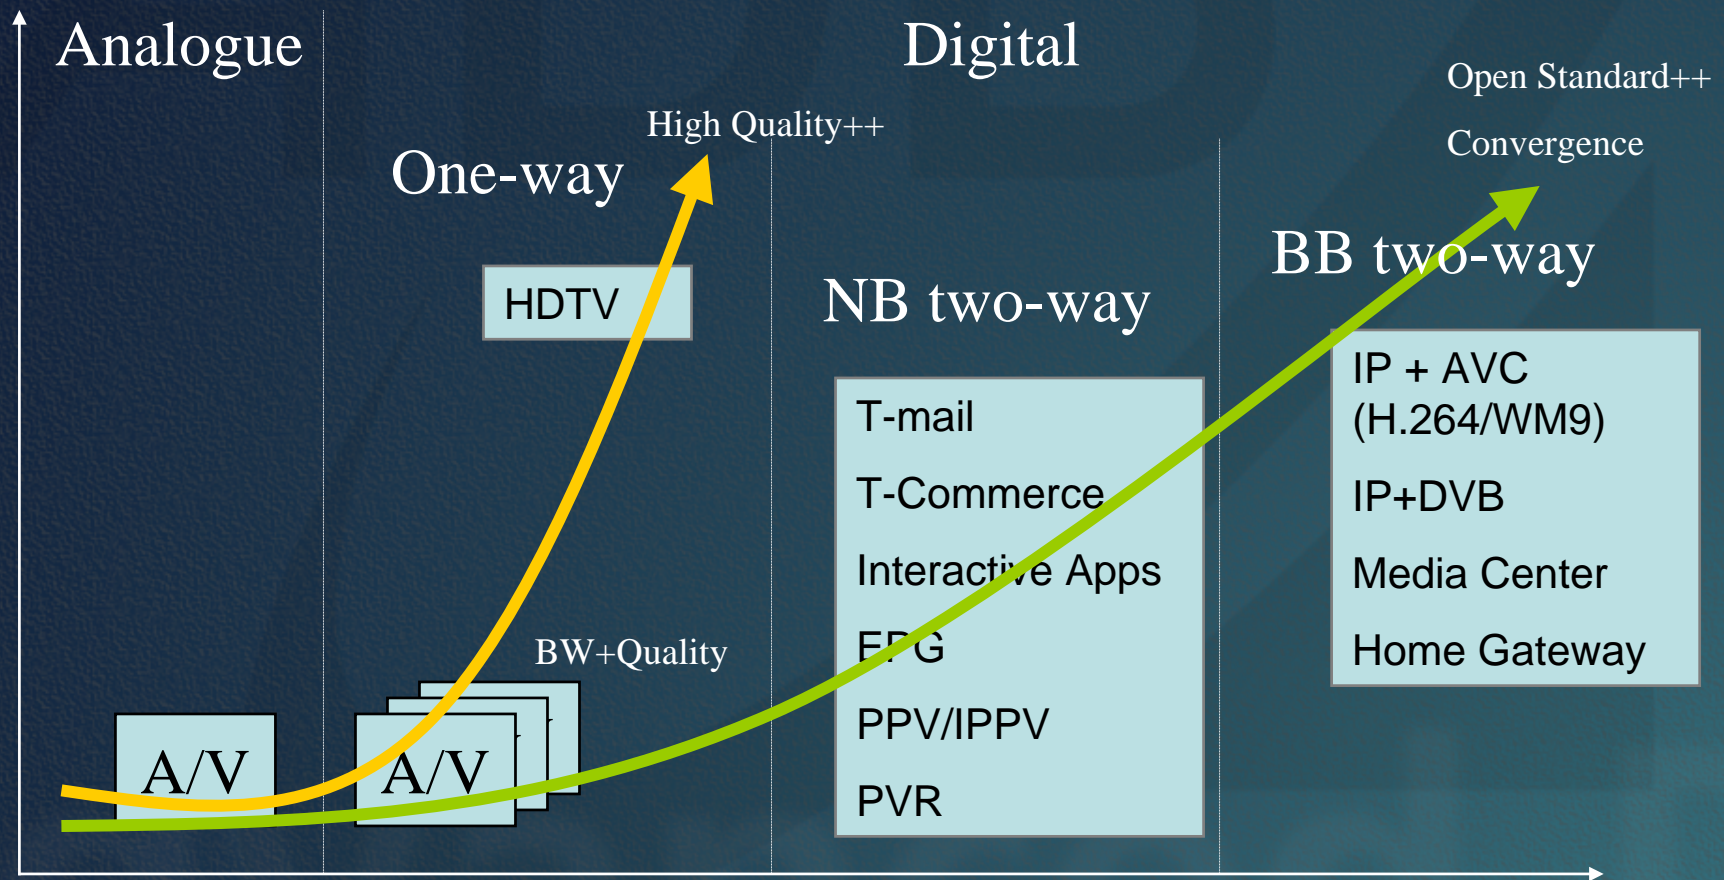 Analogue
Digital
Open Standard++
Convergence
High Quality++
One-way
BB two-way
NB two-way
HDTV
IP + AVC
(H.264/WM9)
IP+DVB
Media Center
Home Gateway
T-mail
T-Commerce
Interactive Apps
EPG
PPV/IPPV
PVR
BW+Quality
A/V
A/V